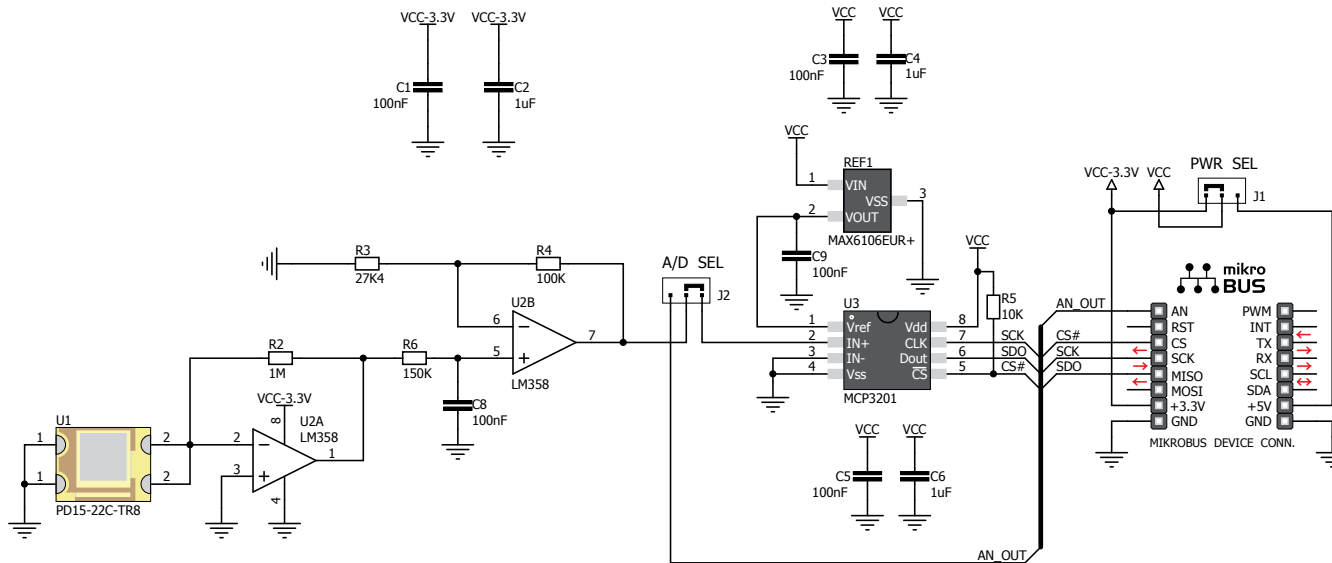 VCC-3.3V VCC-3.3V
C1
100nF
C2
1uF
VCC VCC
C3
100nF
C4
1uF
VCC
REF1
1 VIN
VSS 3
2 VOUT
MAX6106EUR+
C9
100nF
VCC
R5
10K
VCC-3.3V VCC
PWR SEL
J1
R3
27K4
R4
100K
A/D SEL
J2
U2B
6
5
7
LM358
R2
1M
R6
150K
C8
100nF
VCC-3.3V
8
U2A
LM358
2
3
1
4
U1
1 2
1 2
PD15-22C-TR8
U3
1 Vref Vdd 8
2 IN+ CLK 7 SCK
3 IN- Dout 6 SDO
4 Vss CS 5 CS#
MCP3201
VCC VCC
C5
100nF
C6
1uF
AN_OUT
mikro
BUS
AN_OUT AN PWM
RST INT
CS# CS TX
SCK SCK RX
SDO MISO SCL
MOSI SDA
+3.3V +5V
GND GND
MIKROBUS DEVICE CONN.